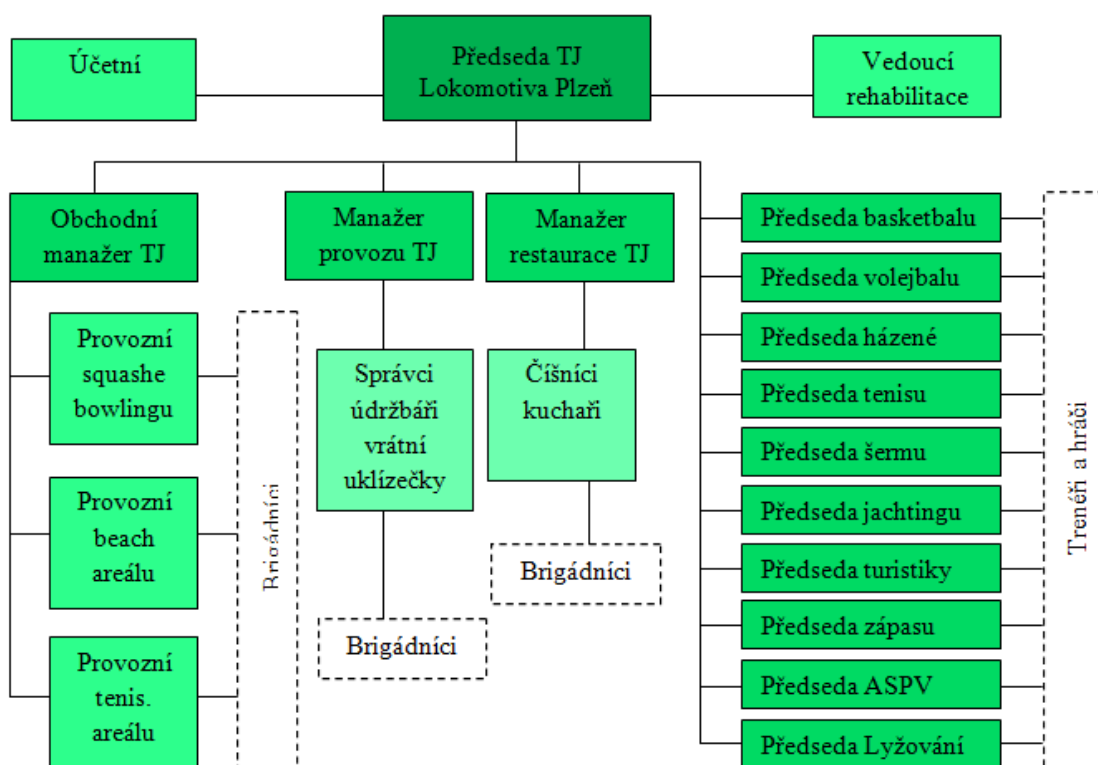 Účetní
Předseda TJ
Lokomotiva Plzeň
Vedoucí
rehabilitace
Obchodní
manažer TJ
Manažer
provozu TJ
Manažer
restaurace TJ
Provozní
squashe
bowlingu
Provozní
beach
areálu
Provozní
tenis.
areálu
Brigádníci
Správci
údržbáři
vrátní
uklízečky
Brigádníci
Číšníci
kuchaři
Brigádníci
Předseda basketbalu
Předseda volejbalu
Předseda házené
Předseda tenisu
Předseda šermu
Předseda jachtingu
Předseda turistiky
Předseda zápasu
Předseda ASPV
Předseda Lyžování
Trenéři a hráči